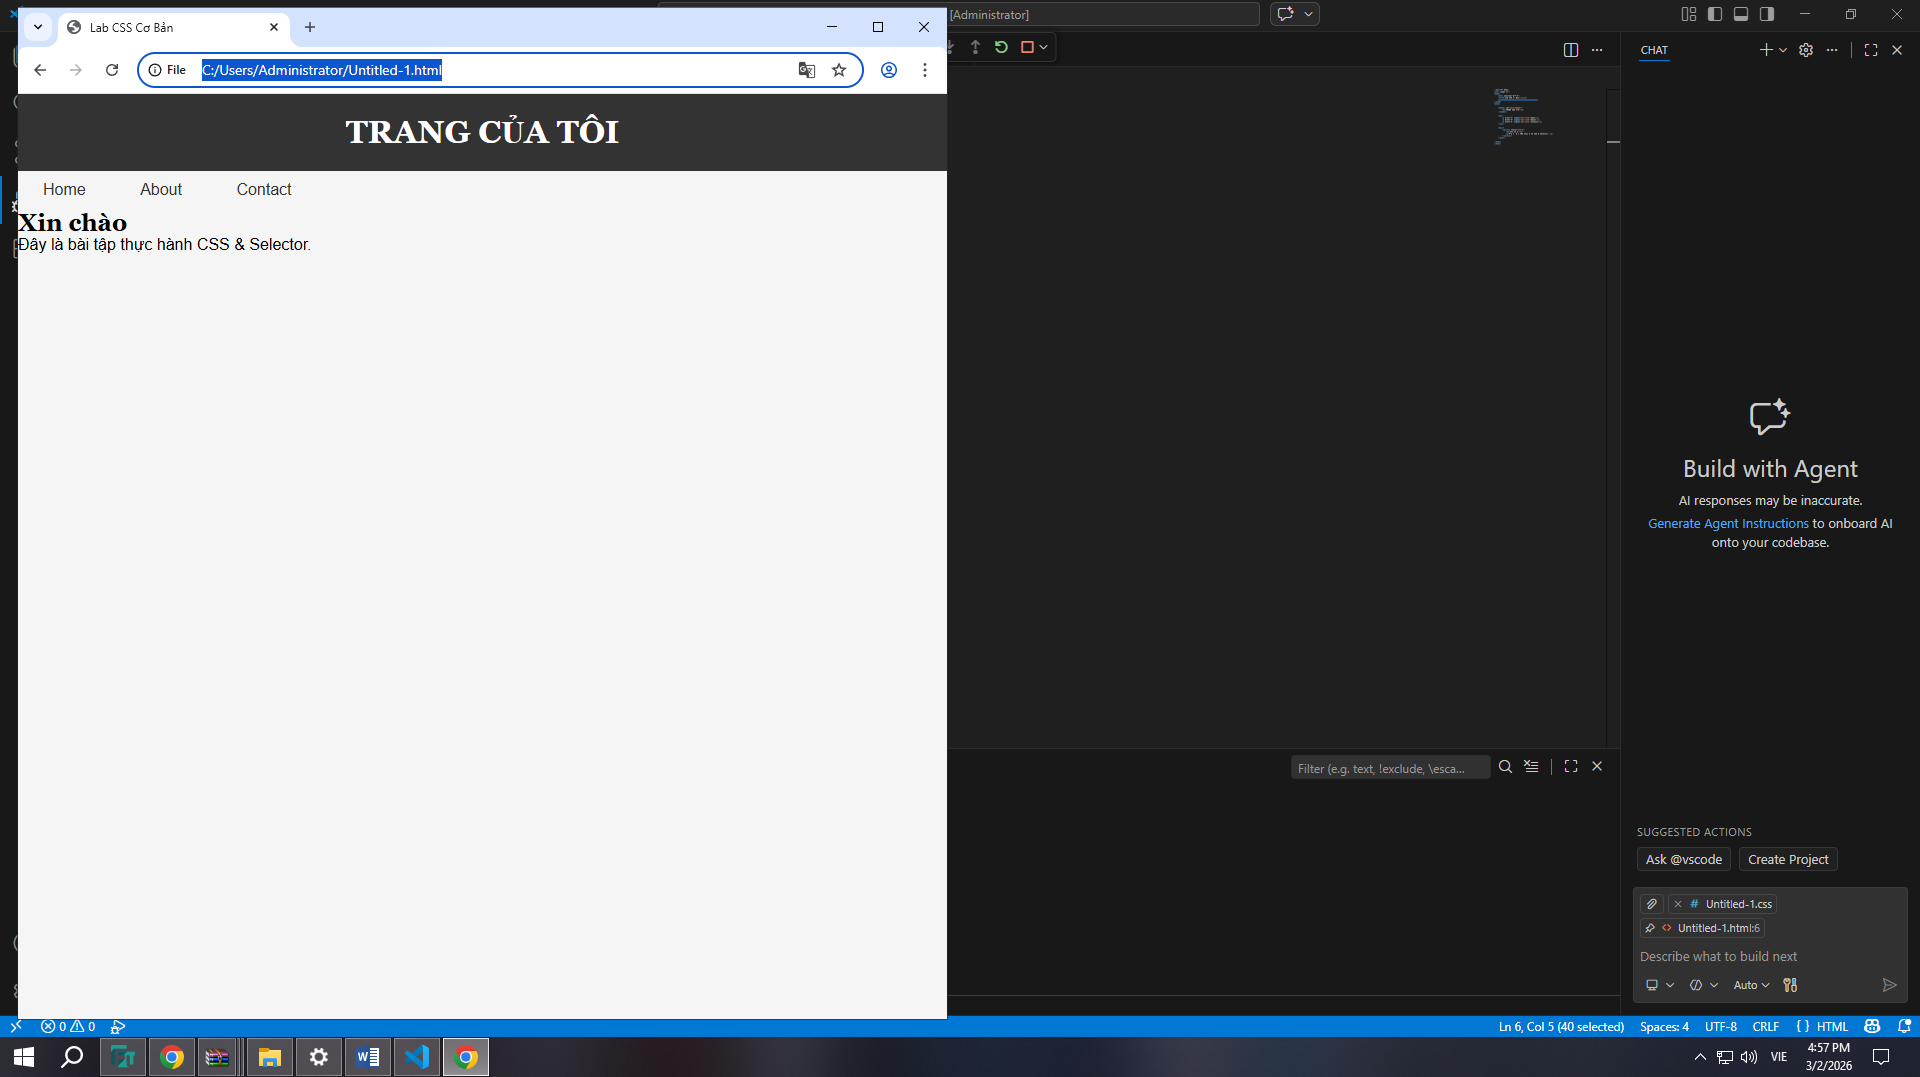 Lab CSS Cơ Bản
File
C:/Users/Administrator/Untitled-1.html
TRANG CỦA TÔI
Home About Contact
Xin chào
Đây là bài tập thực hành CSS & Selector.
[Administrator]
CHAT
Build with Agent
AI responses may be inaccurate.
Generate Agent Instructions to onboard AI
onto your codebase.
Filter (e.g. text, !exclude, \esca...
SUGGESTED ACTIONS
Ask @vscode Create Project
# Untitled-1.css
<> Untitled-1.html:6
Describe what to build next
Auto
0 0
Ln 6, Col 5 (40 selected) Spaces: 4 UTF-8 CRLF { } HTML
VIE
4:57 PM
3/2/2026